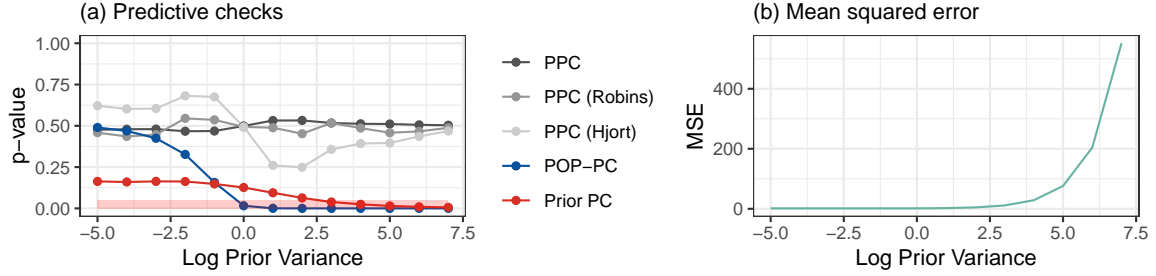 (a) Predictive checks
1.00
0.75
0.50
0.25
0.00
p−value
−5.0 −2.5 0.0 2.5 5.0 7.5
Log Prior Variance
PPC
PPC (Robins)
PPC (Hjort)
POP−PC
Prior PC
(b) Mean squared error
400
200
0
MSE
−5.0 −2.5 0.0 2.5 5.0 7.5
Log Prior Variance